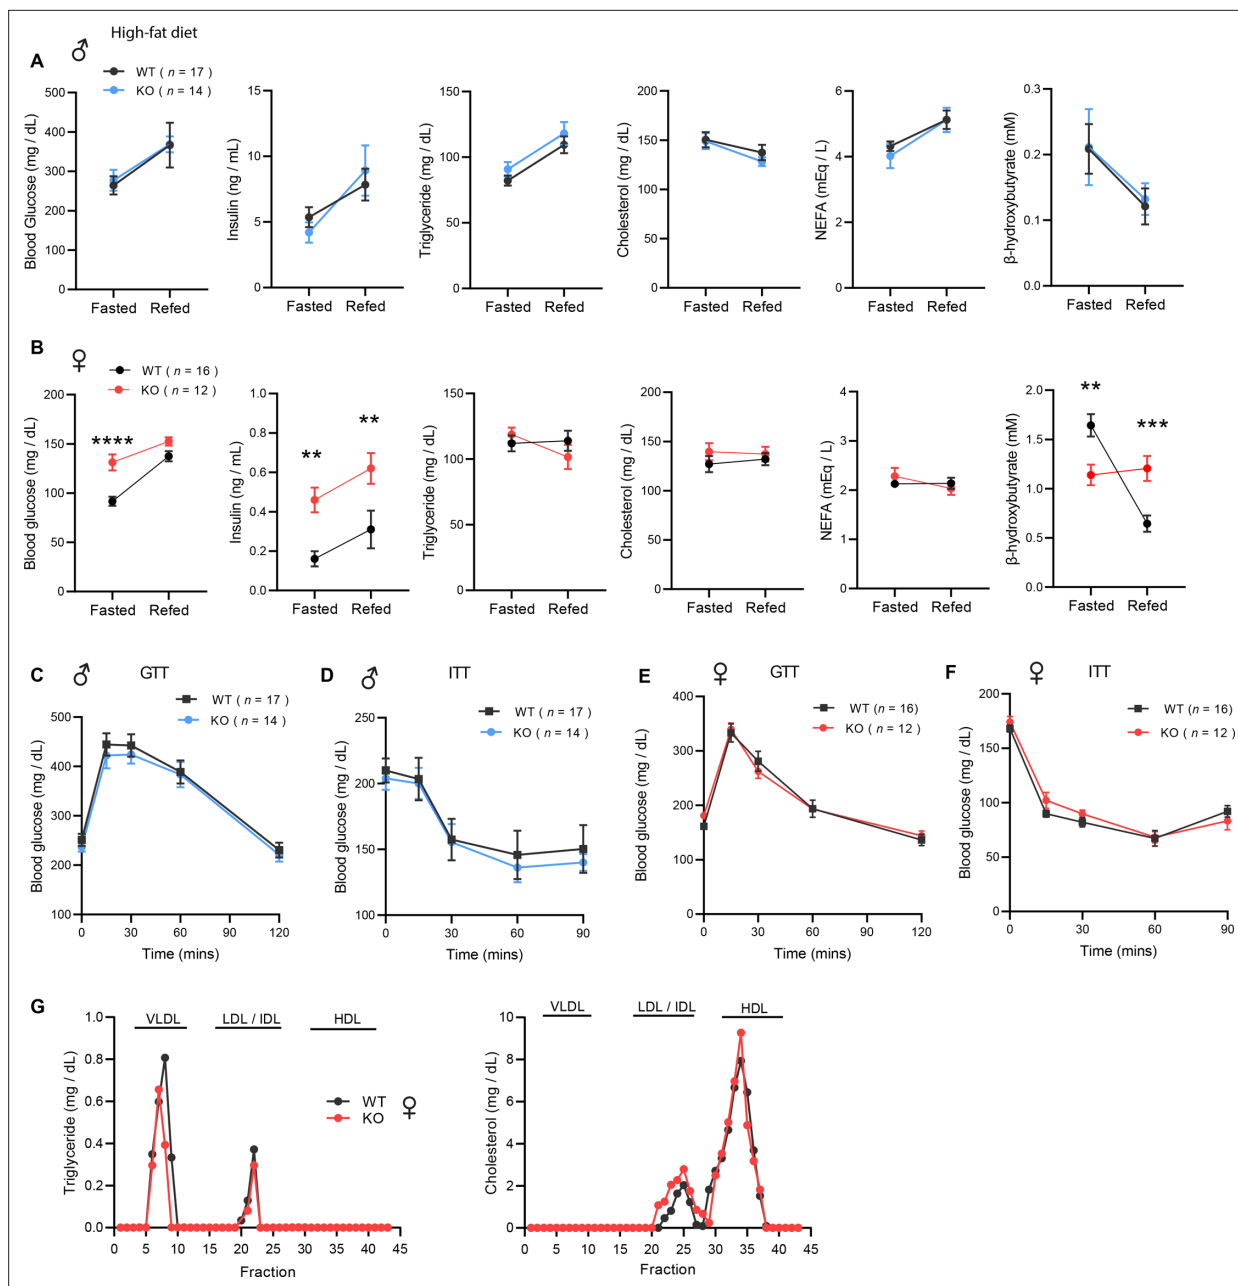 ♂ High-fat diet
A
WT ( n = 17 )
KO ( n = 14 )
Blood Glucose (mg / dL)
500
400
300
200
100
0
Fasted Refed
Insulin (ng / mL)
15
10
5
0
Fasted Refed
Triglyceride (mg / dL)
150
100
50
0
Fasted Refed
Cholesterol (mg / dL)
200
150
100
50
0
Fasted Refed
NEFA (mEq / L)
6
4
2
0
Fasted Refed
β-hydroxybutyrate (mM)
0.3
0.2
0.1
0.0
Fasted Refed
B ♀
WT ( n = 16 )
KO ( n = 12 )
Blood glucose (mg / dL)
200
150
100
50
0
****
Fasted Refed
Insulin (ng / mL)
1.0
0.8
0.6
0.4
0.2
0.0
** **
Fasted Refed
Triglyceride (mg / dL)
150
100
50
0
Fasted Refed
Cholesterol (mg / dL)
200
150
100
50
0
Fasted Refed
NEFA (mEq / L)
4
3
2
1
0
Fasted Refed
β-hydroxybutyrate (mM)
2.0
1.5
1.0
0.5
0.0
** ***
Fasted Refed
C ♂ GTT
WT ( n = 17 )
KO ( n = 14 )
Blood glucose (mg / dL)
500
400
300
200
100
0 30 60 90 120
Time (mins)
D ♂ ITT
WT ( n = 17 )
KO ( n = 14 )
Blood glucose (mg / dL)
250
200
150
100
0 30 60 90
Time (mins)
E ♀ GTT
WT ( n = 16)
KO ( n = 12 )
Blood glucose (mg / dL)
400
300
200
100
0
0 30 60 90 120
Time (mins)
F ♀ ITT
WT ( n = 16)
KO ( n = 12 )
Blood glucose (mg / dL)
200
150
100
50
0
0 30 60 90
Time (mins)
G
VLDL LDL / IDL HDL
Triglyceride (mg / dL)
1.0
0.8
0.6
0.4
0.2
0.0
WT
KO
♀
0 5 10 15 20 25 30 35 40 45
Fraction
VLDL LDL / IDL HDL
Cholesterol (mg / dL)
10
8
6
4
2
0
0 5 10 15 20 25 30 35 40 45
Fraction